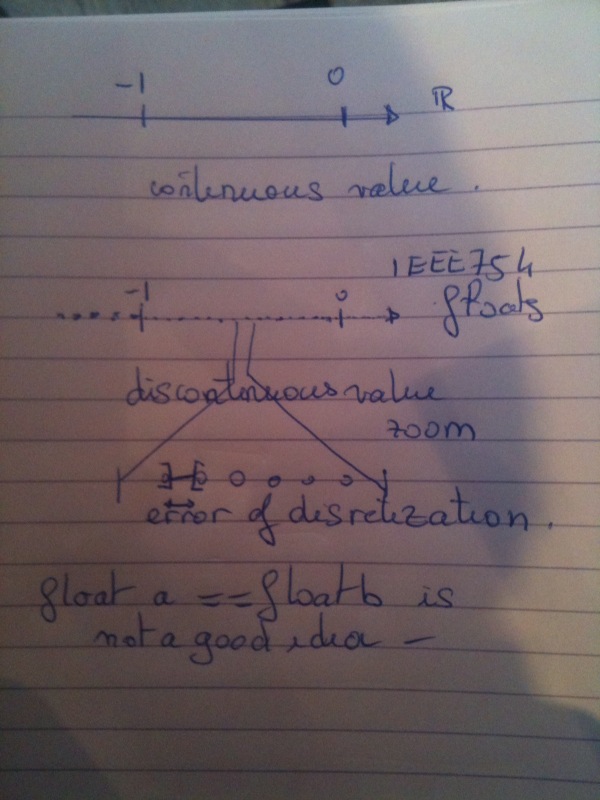 -1 0 ℝ
continuous value.
IEEE754
-1 0 floats
discontinuous value
zoom
error of disretization.
float a == float b is
not a good idea -